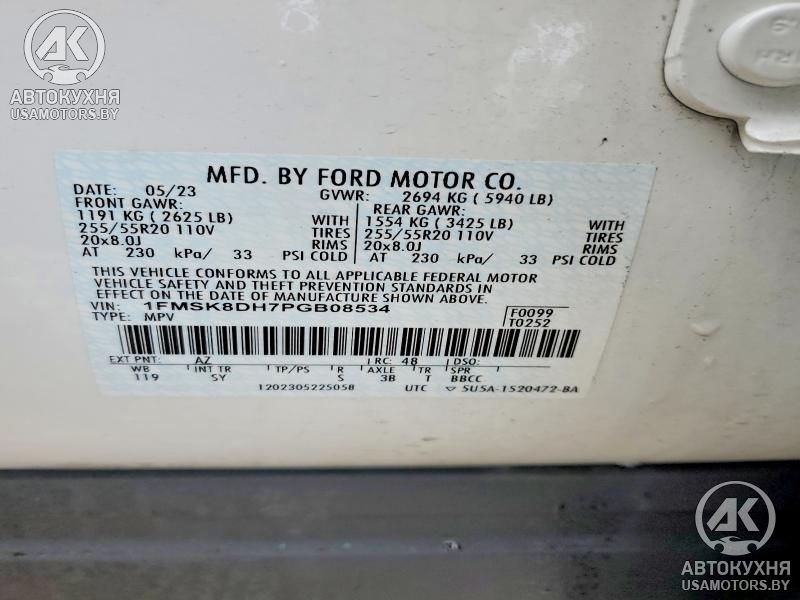 AK
АВТОКУХНЯ
USAMOTORS.BY
MFD. BY FORD MOTOR CO.
DATE: 05/23 GVWR: 2694 KG ( 5940 LB)
FRONT GAWR: REAR GAWR:
1191 KG ( 2625 LB) WITH 1554 KG ( 3425 LB) WITH
255/55R20 110V TIRES 255/55R20 110V TIRES
20x8.0J RIMS 20x8.0J RIMS
AT 230 kPa/ 33 PSI COLD AT 230 kPa/ 33 PSI COLD
THIS VEHICLE CONFORMS TO ALL APPLICABLE FEDERAL MOTOR
VEHICLE SAFETY AND THEFT PREVENTION STANDARDS IN
EFFECT ON THE DATE OF MANUFACTURE SHOWN ABOVE.
VIN: 1FMSK8DH7PGB08534 F0099
TYPE: MPV T0252
EXT PNT: AZ RC: 48 DSO:
WB INT TR TP/PS R AXLE TR SPR
119 SY S 3B T BBCC
1202305225058 UTC ▽ 5U5A-1520472-BA
AK
АВТОКУХНЯ
USAMOTORS.BY